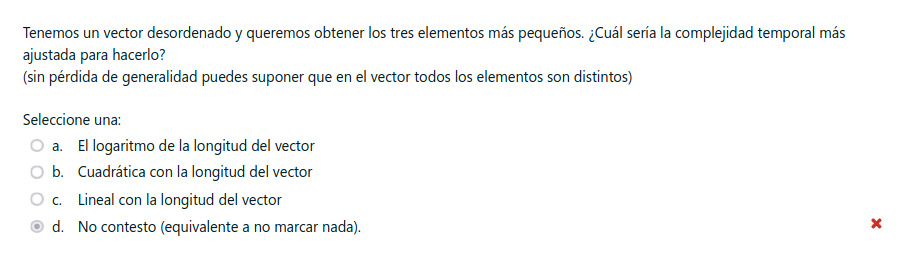 Tenemos un vector desordenado y queremos obtener los tres elementos más pequeños. ¿Cuál sería la complejidad temporal más
ajustada para hacerlo?
(sin pérdida de generalidad puedes suponer que en el vector todos los elementos son distintos)
Seleccione una:
a. El logaritmo de la longitud del vector
b. Cuadrática con la longitud del vector
c. Lineal con la longitud del vector
d. No contesto (equivalente a no marcar nada).